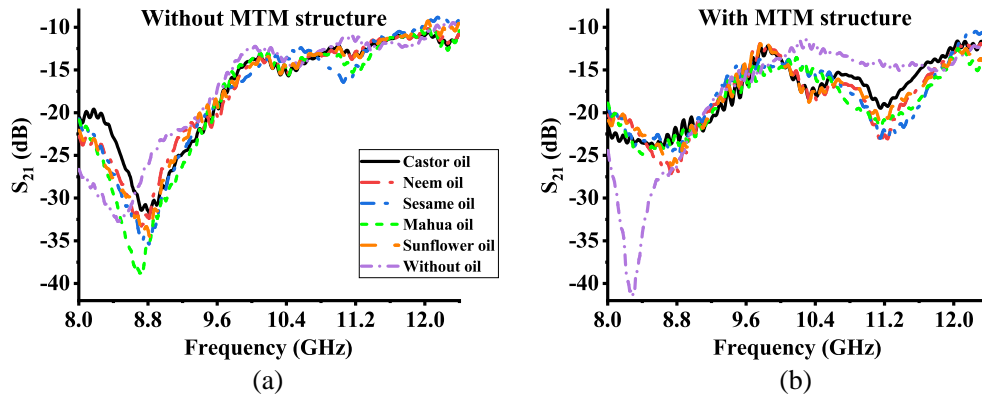 Without MTM structure
-10
-15
-20
-25
-30
-35
-40
S21 (dB)
Castor oil
Neem oil
Sesame oil
Mahua oil
Sunflower oil
Without oil
8.0 8.8 9.6 10.4 11.2 12.0
Frequency (GHz)
(a)
With MTM structure
-10
-15
-20
-25
-30
-35
-40
S21 (dB)
8.0 8.8 9.6 10.4 11.2 12.0
Frequency (GHz)
(b)